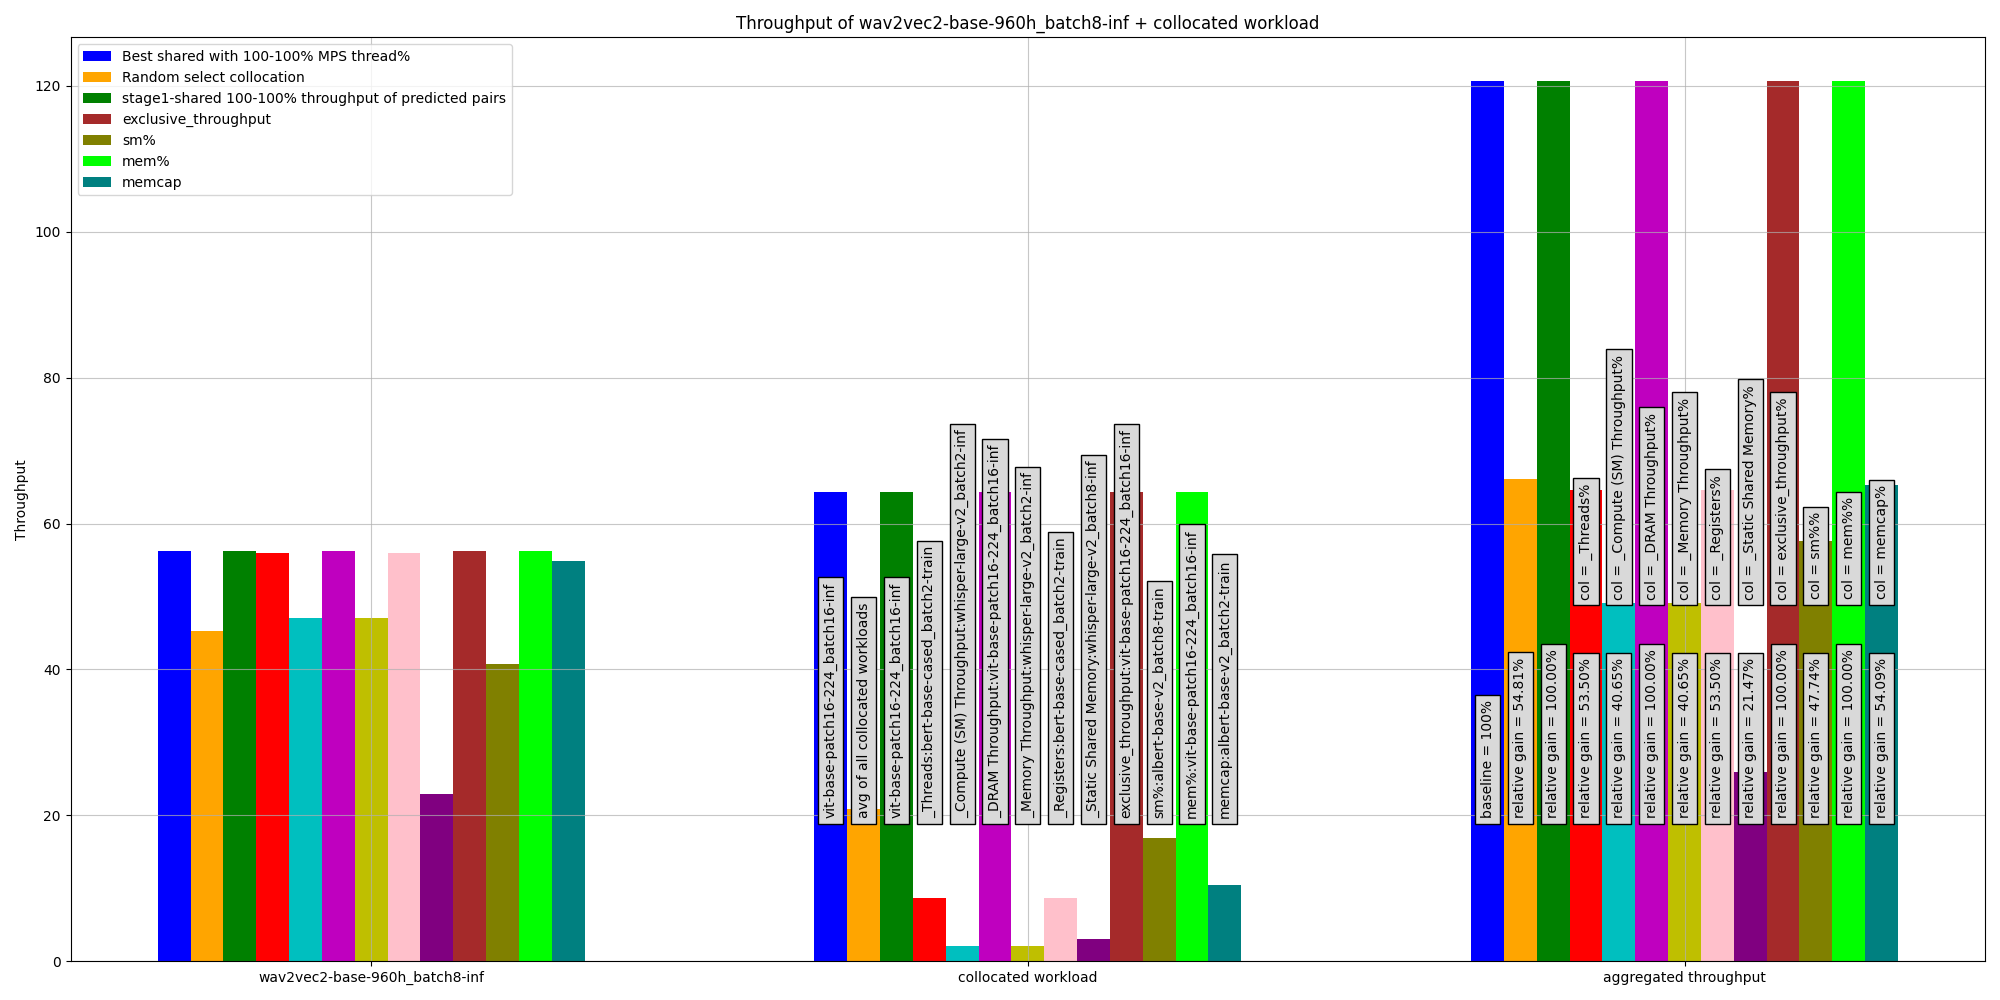 Throughput of wav2vec2-base-960h_batch8-inf + collocated workload
Best shared with 100-100% MPS thread%
Random select collocation
stage1-shared 100-100% throughput of predicted pairs
exclusive_throughput
sm%
mem%
memcap
Throughput
120
100
80
60
40
20
0
vit-base-patch16-224_batch16-inf
avg of all collocated workloads
vit-base-patch16-224_batch16-inf
_Threads:bert-base-cased_batch2-train
_Compute (SM) Throughput:whisper-large-v2_batch2-inf
_DRAM Throughput:vit-base-patch16-224_batch16-inf
_Memory Throughput:whisper-large-v2_batch2-inf
_Registers:bert-base-cased_batch2-train
_Static Shared Memory:whisper-large-v2_batch8-inf
exclusive_throughput:vit-base-patch16-224_batch16-inf
sm%:albert-base-v2_batch8-train
mem%:vit-base-patch16-224_batch16-inf
memcap:albert-base-v2_batch2-train
col = _Threads%
col = _Compute (SM) Throughput%
col = _DRAM Throughput%
col = _Memory Throughput%
col = _Registers%
col = _Static Shared Memory%
col = exclusive_throughput%
col = sm%%
col = mem%%
col = memcap%
baseline = 100%
relative gain = 54.81%
relative gain = 100.00%
relative gain = 53.50%
relative gain = 40.65%
relative gain = 100.00%
relative gain = 40.65%
relative gain = 53.50%
relative gain = 21.47%
relative gain = 100.00%
relative gain = 47.74%
relative gain = 100.00%
relative gain = 54.09%
wav2vec2-base-960h_batch8-inf
collocated workload
aggregated throughput